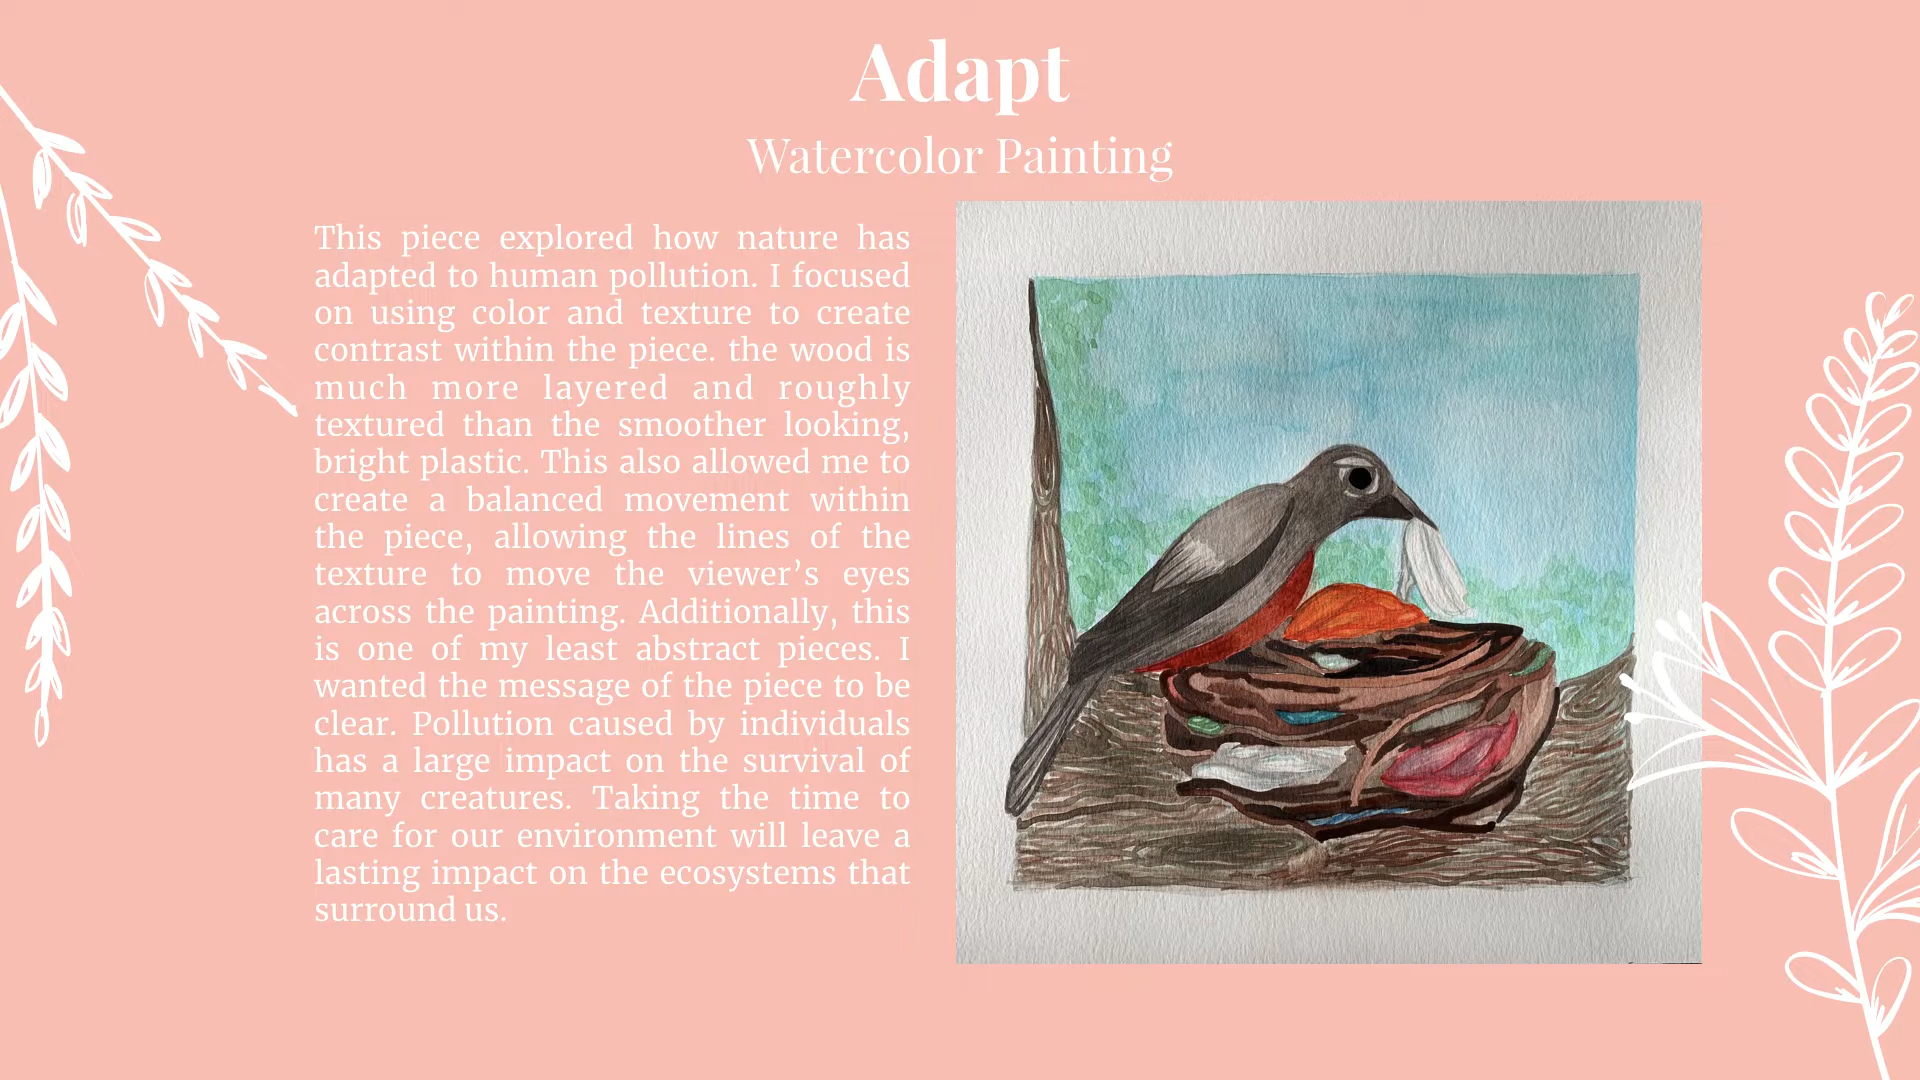 Adapt
Watercolor Painting
This piece explored how nature has
adapted to human pollution. I focused
on using color and texture to create
contrast within the piece. the wood is
much more layered and roughly
textured than the smoother looking,
bright plastic. This also allowed me to
create a balanced movement within
the piece, allowing the lines of the
texture to move the viewer’s eyes
across the painting. Additionally, this
is one of my least abstract pieces. I
wanted the message of the piece to be
clear. Pollution caused by individuals
has a large impact on the survival of
many creatures. Taking the time to
care for our environment will leave a
lasting impact on the ecosystems that
surround us.